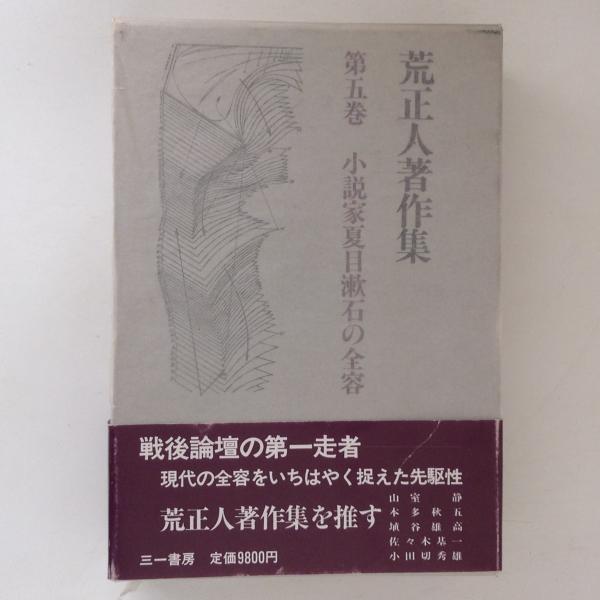 荒正人著作集
第五巻 小説家夏目漱石の全容
戦後論壇の第一走者
現代の全容をいちはやく捉えた先駆性
荒正人著作集を推す
山室静
本多秋五
埴谷雄高
佐々木基一
小田切秀雄
三一書房 定価9800円